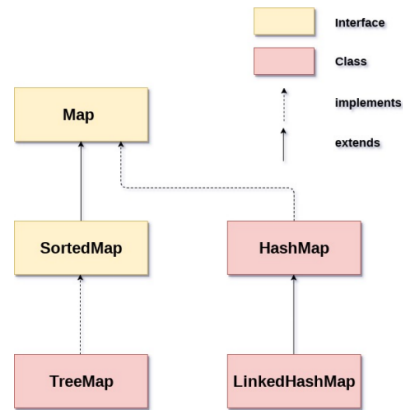 Interface
Class
implements
extends
Map
SortedMap
HashMap
TreeMap
LinkedHashMap